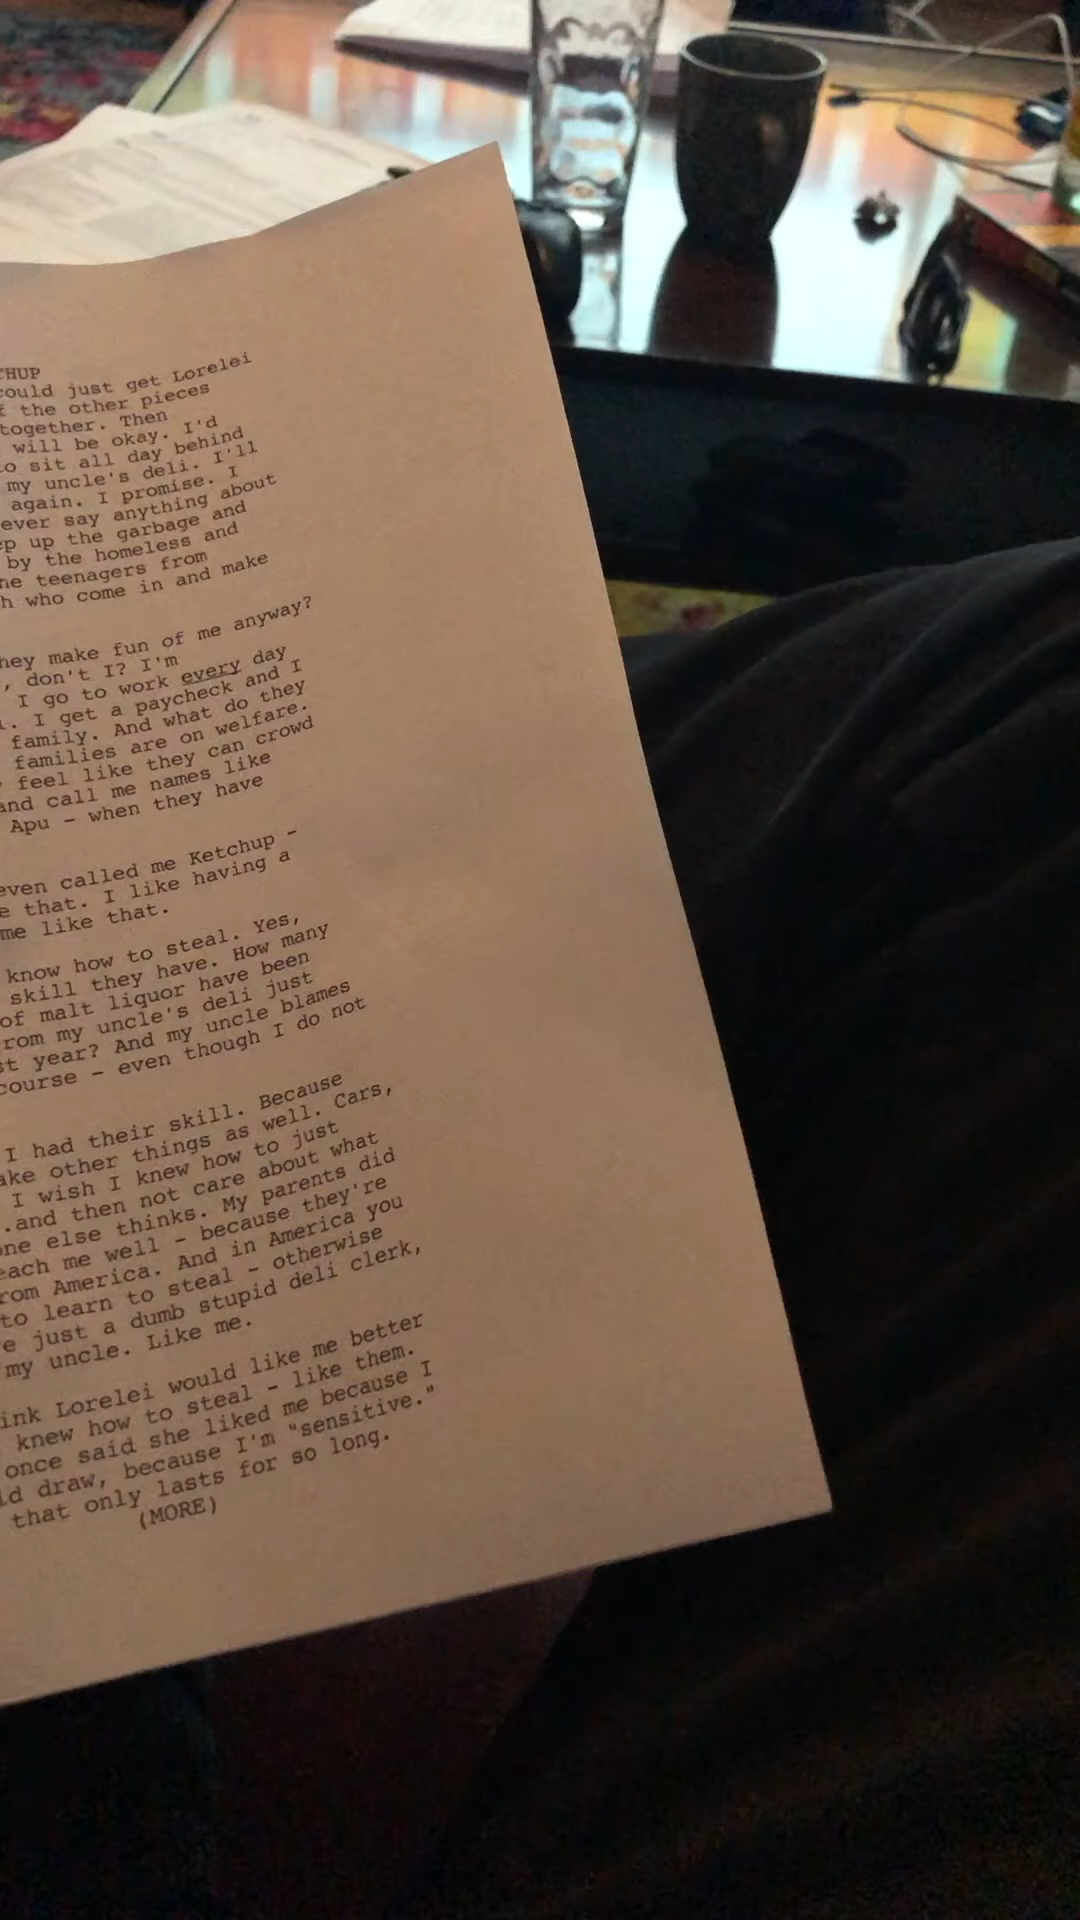 CHUP
could just get Lorelei
the other pieces
together. Then
will be okay. I'd
to sit all day behind
my uncle's deli. I'll
again. I promise. I
ever say anything about
ep up the garbage and
by the homeless and
he teenagers from
h who come in and make
hey make fun of me anyway?
, don't I? I'm
I go to work every day
. I get a paycheck and I
family. And what do they
families are on welfare.
feel like they can crowd
and call me names like
Apu - when they have
even called me Ketchup -
e that. I like having a
me like that.
know how to steal. Yes,
skill they have. How many
of malt liquor have been
rom my uncle's deli just
st year? And my uncle blames
course - even though I do not
I had their skill. Because
ake other things as well. Cars,
I wish I knew how to just
..and then not care about what
one else thinks. My parents did
each me well - because they're
rom America. And in America you
to learn to steal - otherwise
e just a dumb stupid deli clerk,
my uncle. Like me.
ink Lorelei would like me better
knew how to steal - like them.
once said she liked me because I
ld draw, because I'm "sensitive."
that only lasts for so long.
(MORE)